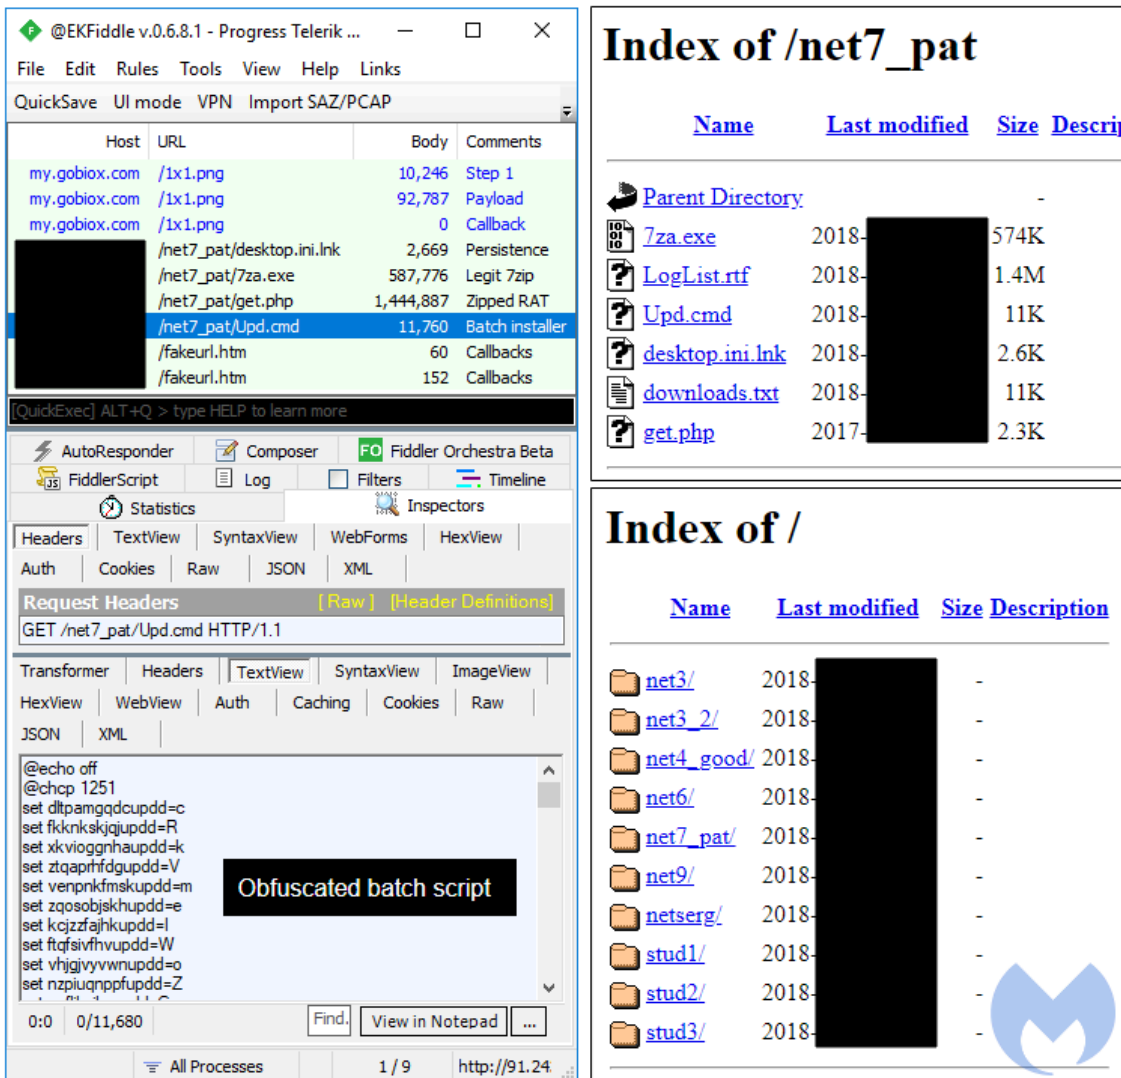 @EKFiddle v.0.6.8.1 - Progress Telerik ...
File Edit Rules Tools View Help Links
QuickSave UI mode VPN Import SAZ/PCAP
Host URL Body Comments
my.gobiox.com /1x1.png 10,246 Step 1
my.gobiox.com /1x1.png 92,787 Payload
my.gobiox.com /1x1.png 0 Callback
/net7_pat/desktop.ini.lnk 2,669 Persistence
/net7_pat/7za.exe 587,776 Legit 7zip
/net7_pat/get.php 1,444,887 Zipped RAT
/net7_pat/Upd.cmd 11,760 Batch installer
/fakeurl.htm 60 Callbacks
/fakeurl.htm 152 Callbacks
[QuickExec] ALT+Q > type HELP to learn more
AutoResponder Composer FO Fiddler Orchestra Beta
FiddlerScript Log Filters Timeline
Statistics Inspectors
Headers TextView SyntaxView WebForms HexView
Auth Cookies Raw JSON XML
Request Headers [ Raw ] [Header Definitions]
GET /net7_pat/Upd.cmd HTTP/1.1
Transformer Headers TextView SyntaxView ImageView
HexView WebView Auth Caching Cookies Raw
JSON XML
@echo off
@chcp 1251
set dltpamgqdcupdd=c
set fkknkskjqjupdd=R
set xkvioggnhaupdd=k
set ztqaprhfdgupdd=V
set venpnkfmskupdd=m
set zqosobjskhupdd=e
set kcjzzfajhkupdd=l
set ftqfsivfhvupdd=W
set vhjgjvyvwnupdd=o
set nzpiuqnppfupdd=Z
Obfuscated batch script
0:0 0/11,680 Find. View in Notepad ...
All Processes 1 / 9 http://91.24
Index of /net7_pat
Name Last modified Size Descrip
Parent Directory -
7za.exe 2018- 574K
LogList.rtf 2018- 1.4M
Upd.cmd 2018- 11K
desktop.ini.lnk 2018- 2.6K
downloads.txt 2018- 11K
get.php 2017- 2.3K
Index of /
Name Last modified Size Description
net3/ 2018- -
net3_2/ 2018- -
net4_good/ 2018- -
net6/ 2018- -
net7_pat/ 2018- -
net9/ 2018- -
netserg/ 2018- -
stud1/ 2018- -
stud2/ 2018- -
stud3/ 2018- -